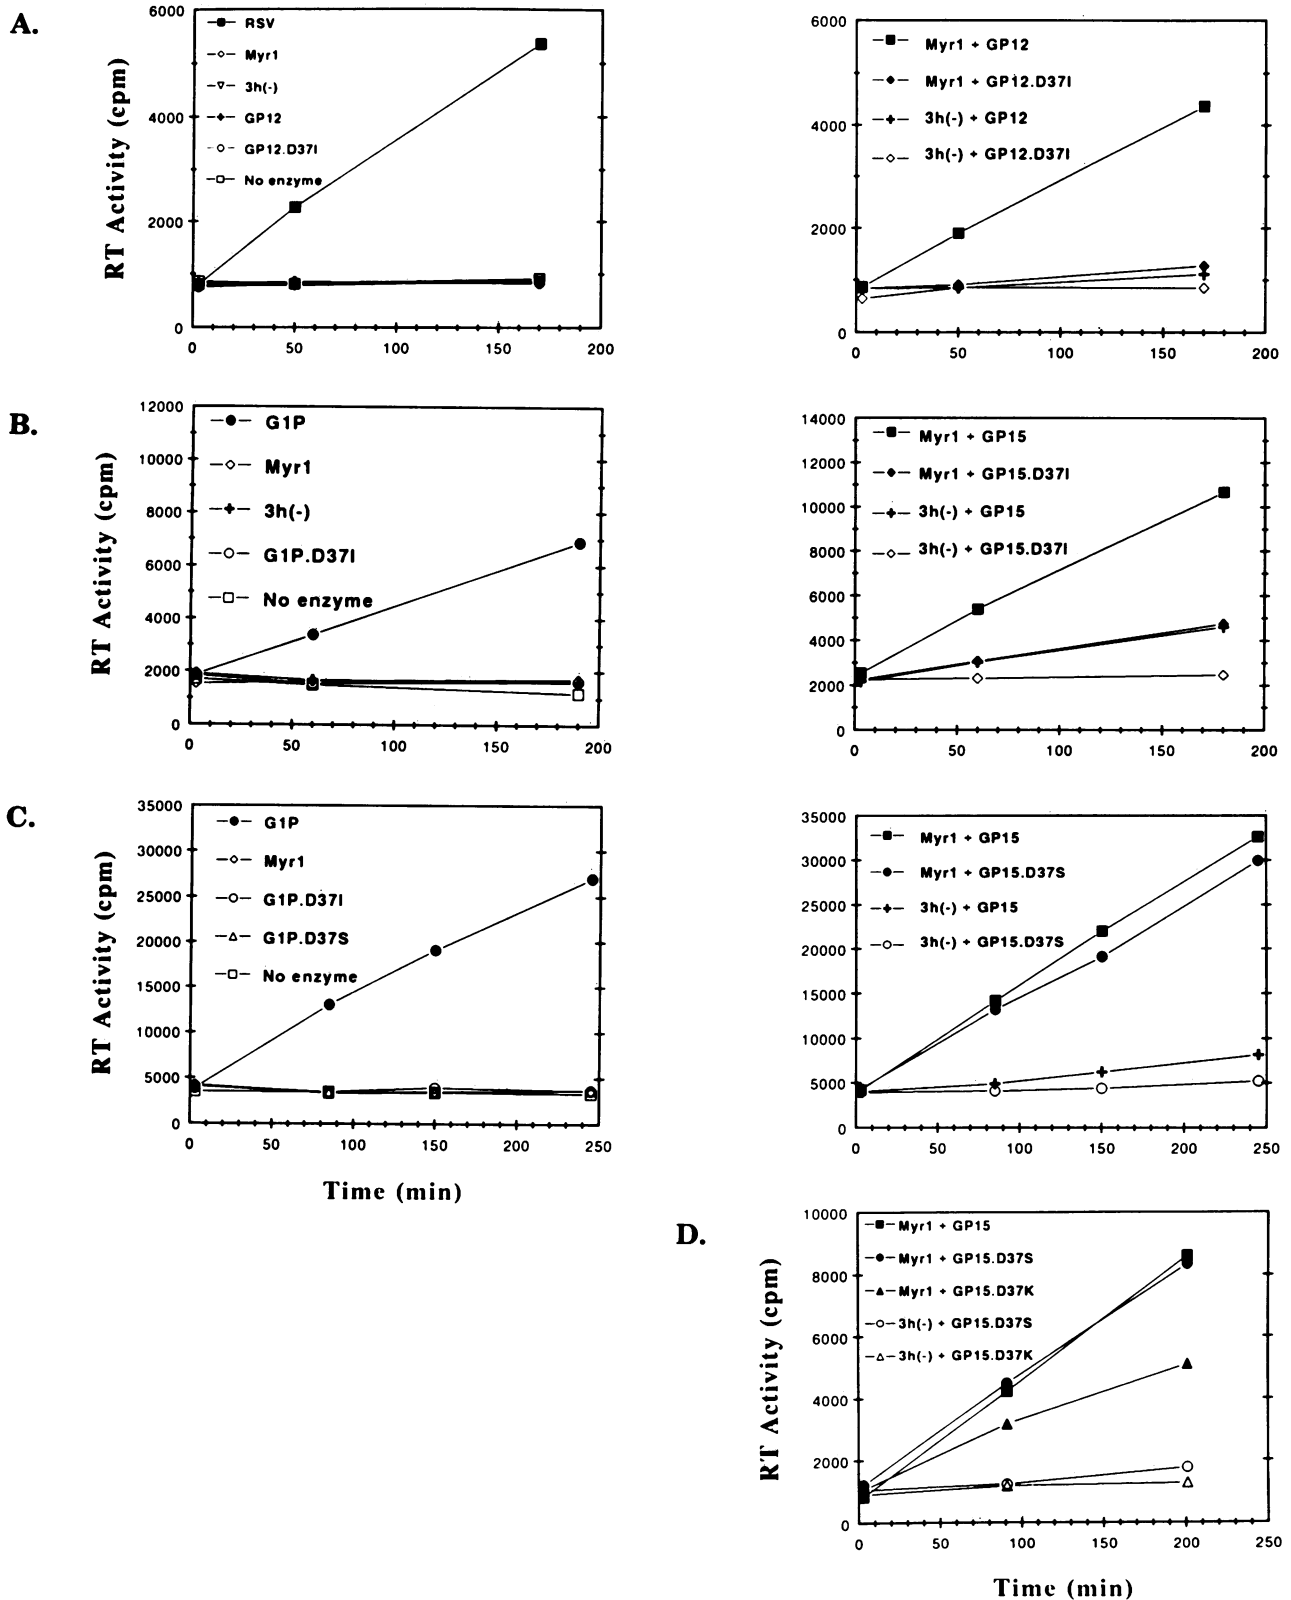 A.
6000
4000
2000
0
RT Activity (cpm)
RSV
Myr1
3h(-)
GP12
GP12.D37I
No enzyme
0 50 100 150 200
6000
4000
2000
0
Myr1 + GP12
Myr1 + GP12.D37I
3h(-) + GP12
3h(-) + GP12.D37I
0 50 100 150 200
B.
12000
10000
8000
6000
4000
2000
0
RT Activity (cpm)
G1P
Myr1
3h(-)
G1P.D37I
No enzyme
0 50 100 150 200
14000
12000
10000
8000
6000
4000
2000
0
Myr1 + GP15
Myr1 + GP15.D37I
3h(-) + GP15
3h(-) + GP15.D37I
0 50 100 150 200
C.
35000
30000
25000
20000
15000
10000
5000
0
RT Activity (cpm)
G1P
Myr1
G1P.D37I
G1P.D37S
No enzyme
0 50 100 150 200 250
Time (min)
35000
30000
25000
20000
15000
10000
5000
0
Myr1 + GP15
Myr1 + GP15.D37S
3h(-) + GP15
3h(-) + GP15.D37S
0 50 100 150 200 250
D.
10000
8000
6000
4000
2000
0
RT Activity (cpm)
Myr1 + GP15
Myr1 + GP15.D37S
Myr1 + GP15.D37K
3h(-) + GP15.D37S
3h(-) + GP15.D37K
0 50 100 150 200 250
Time (min)